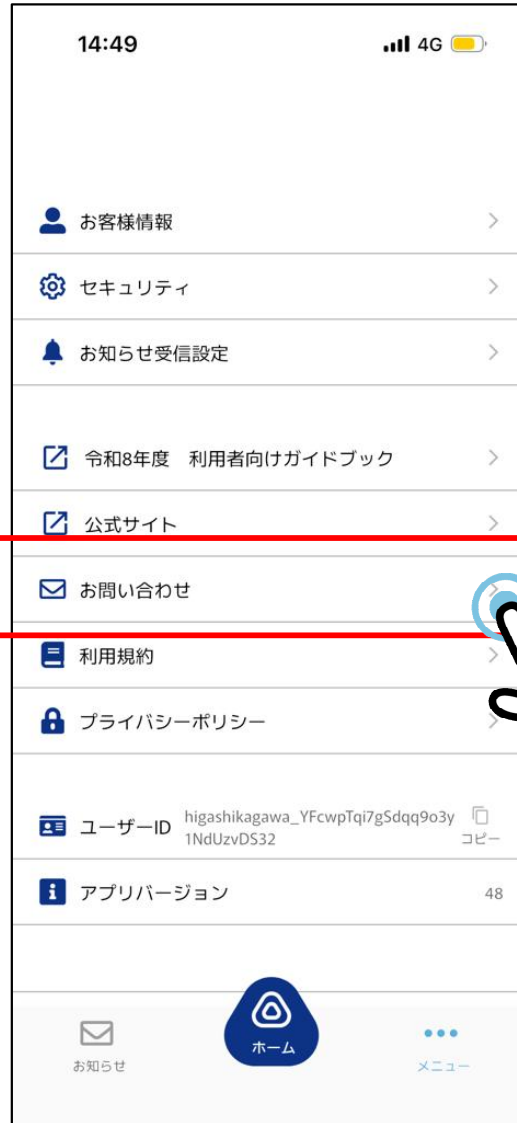 14:49 4G
お客様情報
セキュリティ
お知らせ受信設定
令和8年度　利用者向けガイドブック
公式サイト
お問い合わせ
利用規約
プライバシーポリシー
ユーザーID higashikagawa_YFcwpTqi7gSdqq9o3y
1NdUzvDS32 コピー
アプリバージョン 48
ホーム
お知らせ メニュー